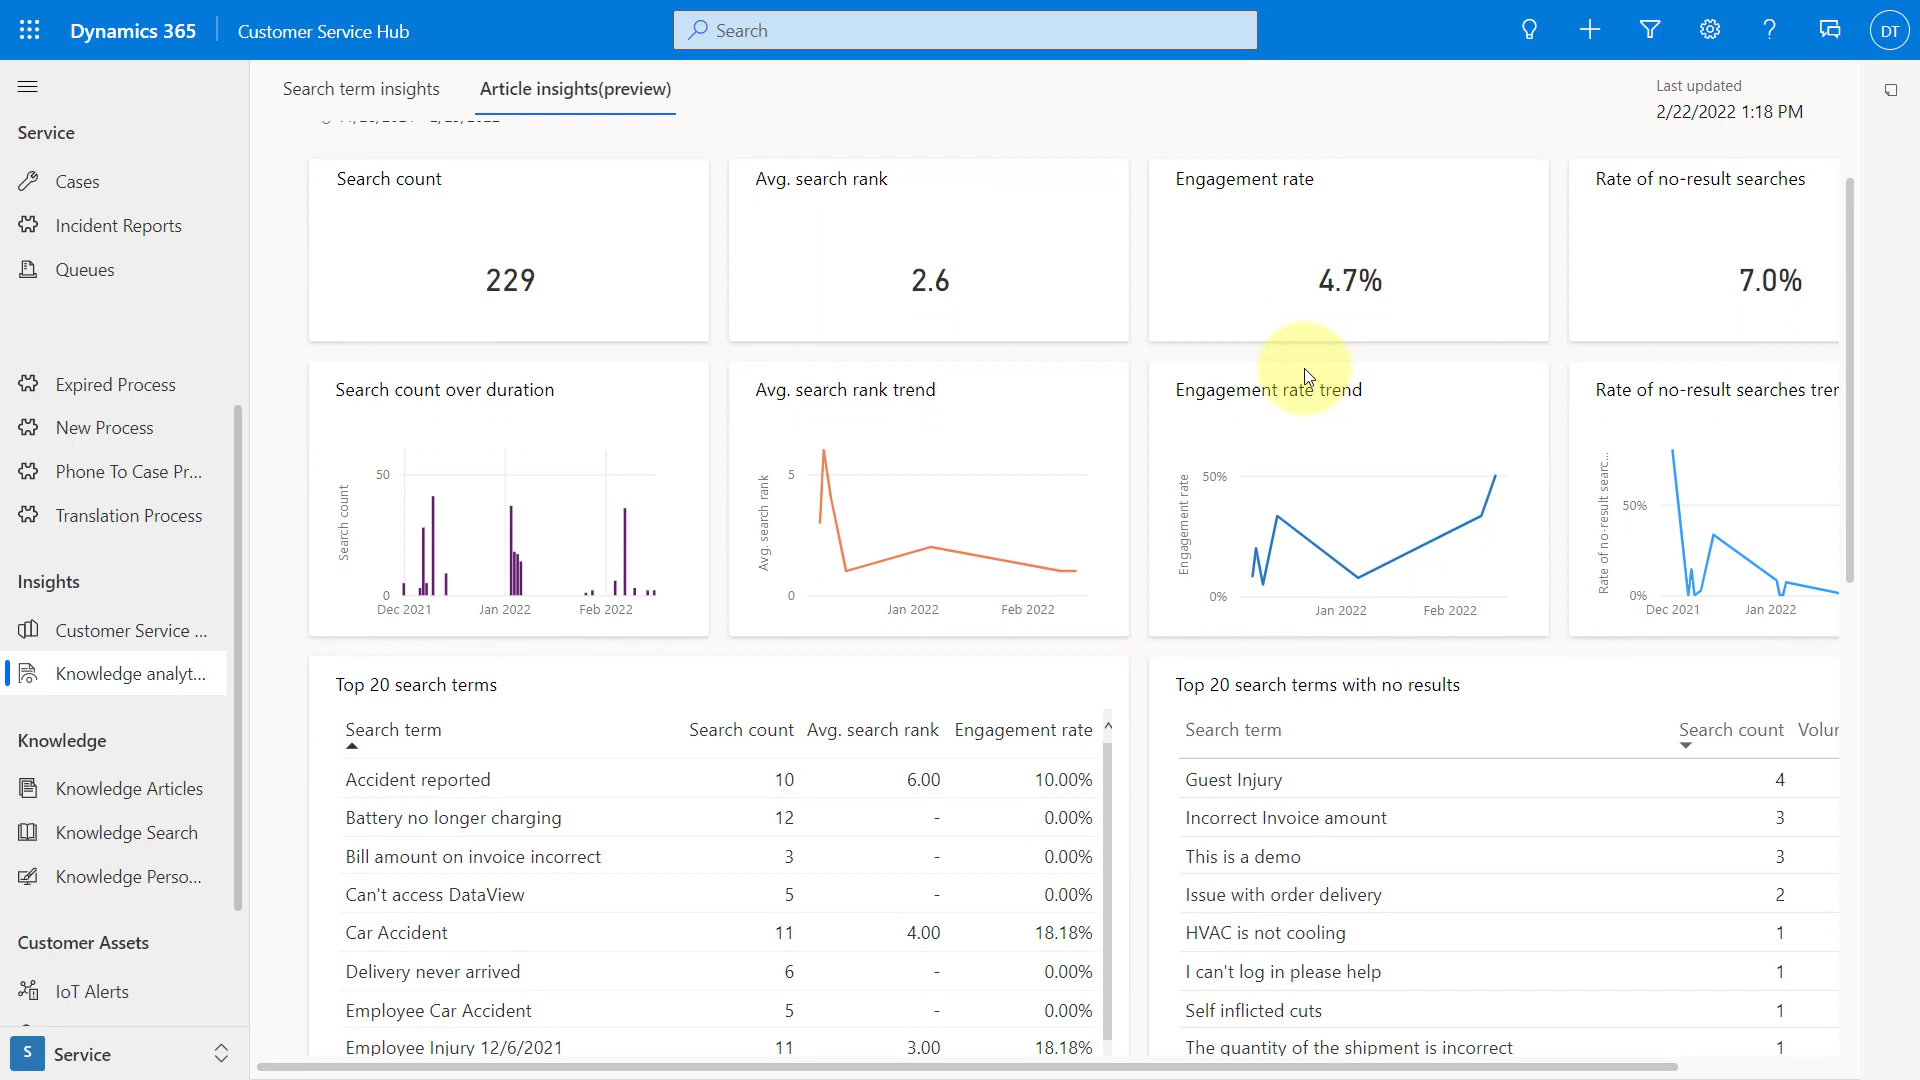 Dynamics 365
Customer Service Hub
Search
DT
Search term insights
Article insights(preview)
Last updated
2/22/2022 1:18 PM
Service
Cases
Incident Reports
Queues
Expired Process
New Process
Phone To Case Pr...
Translation Process
Insights
Customer Service ...
Knowledge analyt...
Knowledge
Knowledge Articles
Knowledge Search
Knowledge Perso...
Customer Assets
IoT Alerts
S
Service
Search count
229
Avg. search rank
2.6
Engagement rate
4.7%
Rate of no-result searches
7.0%
Search count over duration
Search count
50
0
Dec 2021
Jan 2022
Feb 2022
Avg. search rank trend
Avg. search rank
5
0
Jan 2022
Feb 2022
Engagement rate trend
Engagement rate
50%
0%
Jan 2022
Feb 2022
Rate of no-result searches tren
Rate of no-result searc...
50%
0%
Dec 2021
Jan 2022
Top 20 search terms
Search term Search count Avg. search rank Engagement rate
Accident reported 10 6.00 10.00%
Battery no longer charging 12 - 0.00%
Bill amount on invoice incorrect 3 - 0.00%
Can't access DataView 5 - 0.00%
Car Accident 11 4.00 18.18%
Delivery never arrived 6 - 0.00%
Employee Car Accident 5 - 0.00%
Employee Injury 12/6/2021 11 3.00 18.18%
Top 20 search terms with no results
Search term Search count Volur
Guest Injury 4
Incorrect Invoice amount 3
This is a demo 3
Issue with order delivery 2
HVAC is not cooling 1
I can't log in please help 1
Self inflicted cuts 1
The quantity of the shipment is incorrect 1